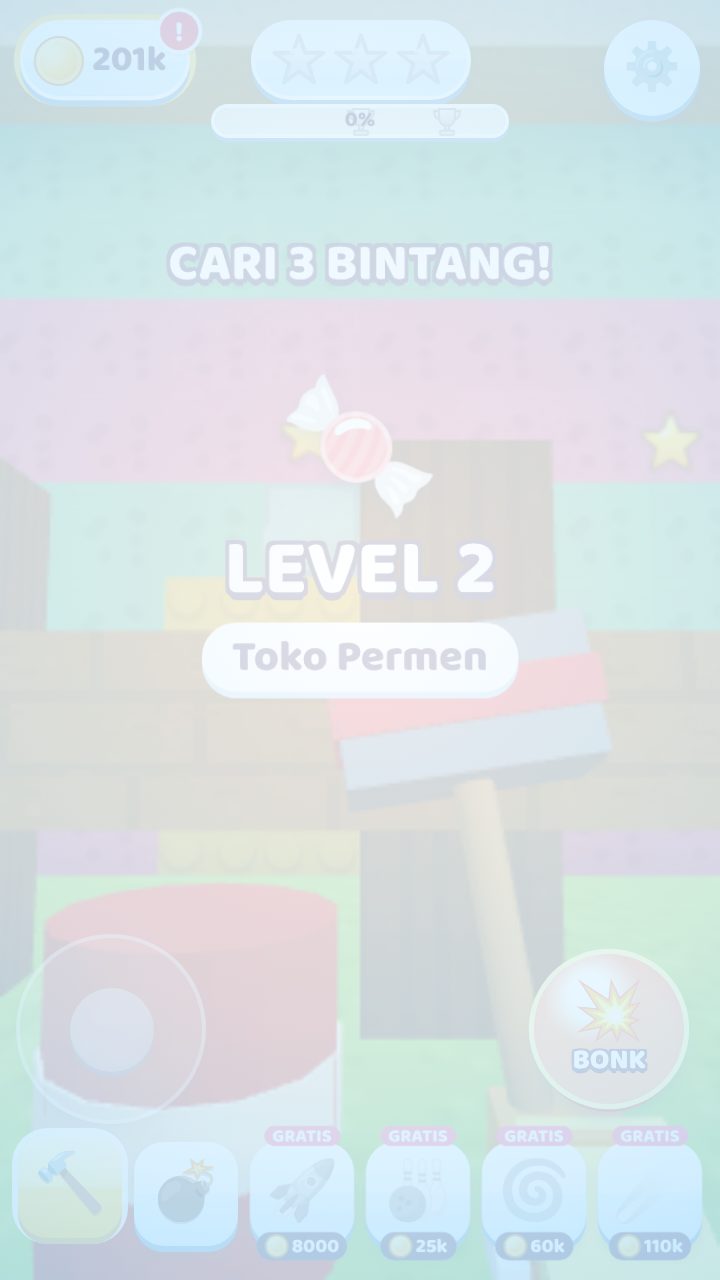 201k
!
0%
CARI 3 BINTANG!
LEVEL 2
Toko Permen
BONK
GRATIS
GRATIS
GRATIS
GRATIS
8000
25k
60k
110k